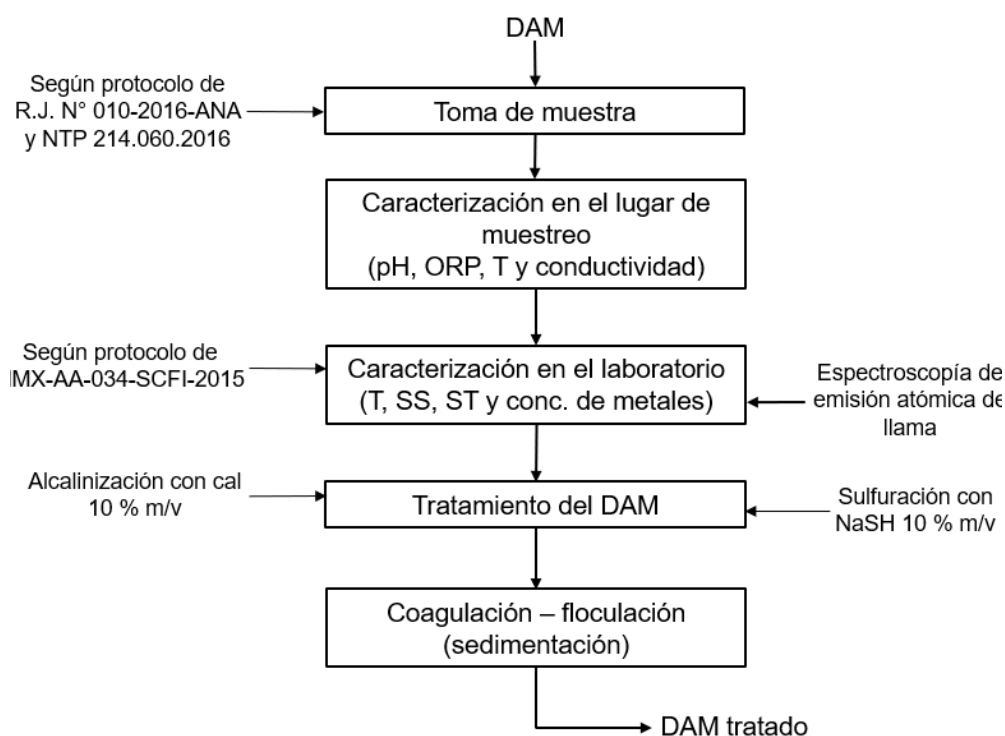 DAM
Según protocolo de
R.J. N° 010-2016-ANA
y NTP 214.060.2016
Toma de muestra
Caracterización en el lugar de
muestreo
(pH, ORP, T y conductividad)
Según protocolo de
MX-AA-034-SCFI-2015
Caracterización en el laboratorio
(T, SS, ST y conc. de metales)
Espectroscopía de
emisión atómica de
llama
Alcalinización con cal
10 % m/v
Tratamiento del DAM
Sulfuración con
NaSH 10 % m/v
Coagulación – floculación
(sedimentación)
DAM tratado